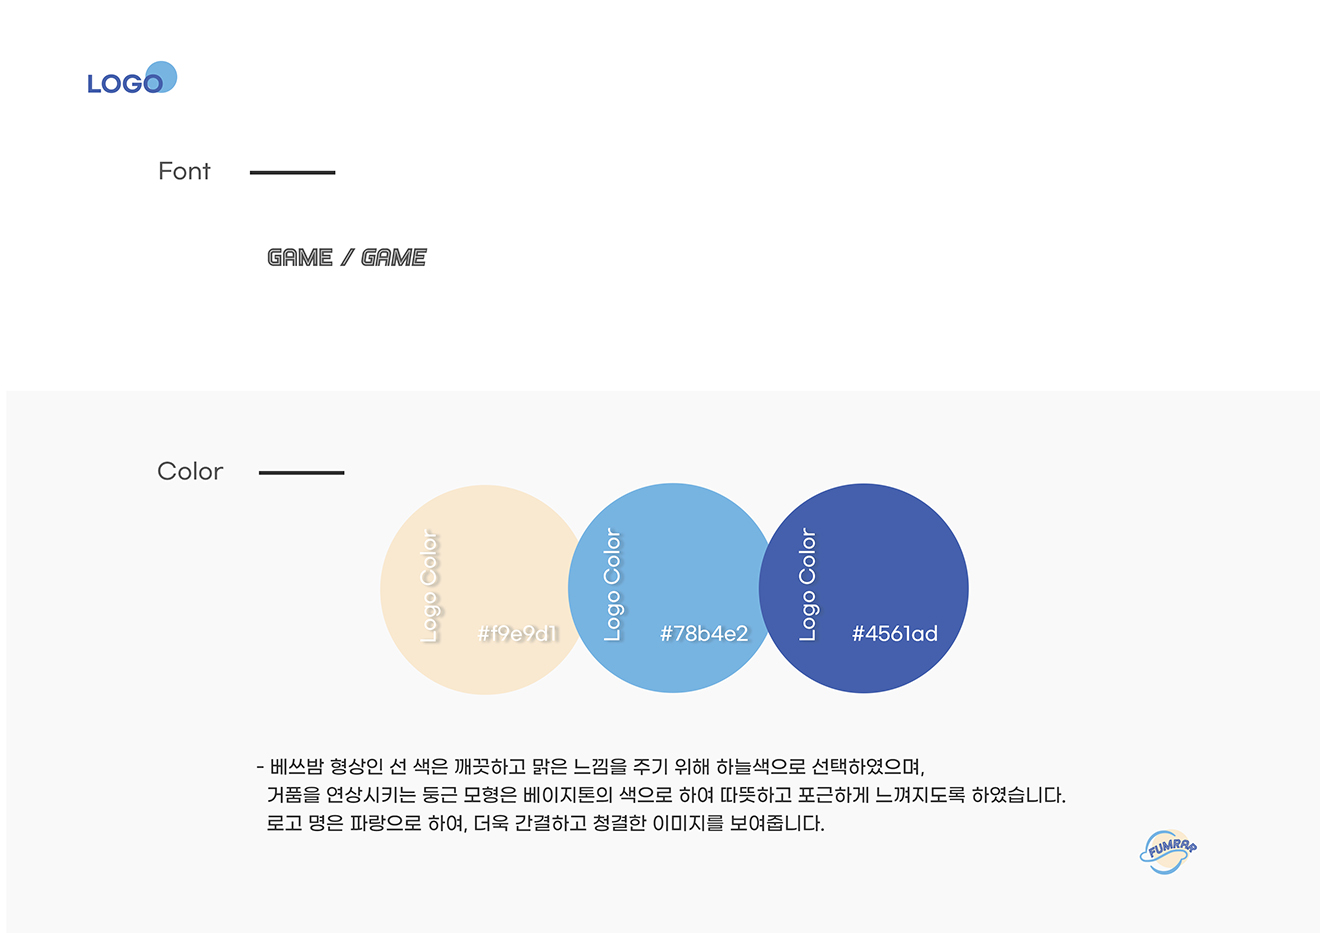 LOGO
Font
GAME / GAME
Color
Logo Color
#f9e9d1
Logo Color
#78b4e2
Logo Color
#4561ad
- 베쓰밤 형상인 선 색은 깨끗하고 맑은 느낌을 주기 위해 하늘색으로 선택하였으며,
거품을 연상시키는 둥근 모형은 베이지톤의 색으로 하여 따뜻하고 포근하게 느껴지도록 하였습니다.
로고 명은 파랑으로 하여, 더욱 간결하고 청결한 이미지를 보여줍니다.
FUMRAR